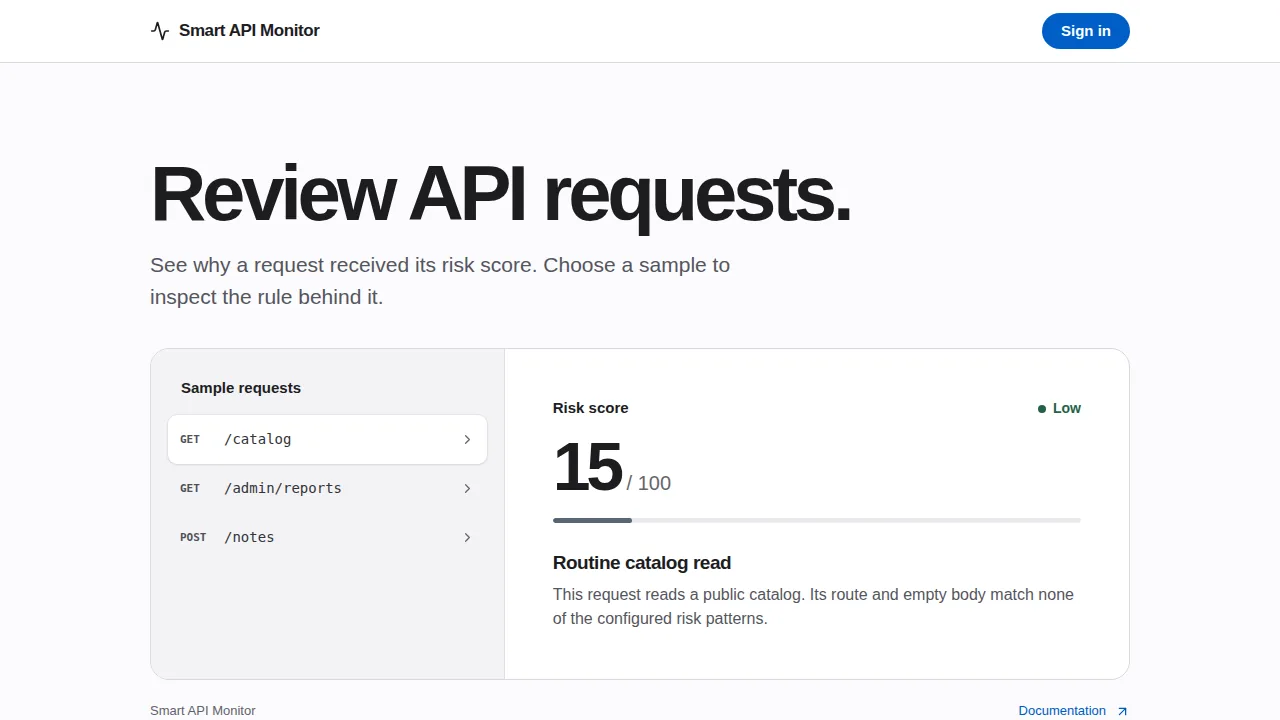 Smart API Monitor
Sign in
Review API requests.
See why a request received its risk score. Choose a sample to
inspect the rule behind it.
Sample requests
GET /catalog
GET /admin/reports
POST /notes
Risk score
Low
15 / 100
Routine catalog read
This request reads a public catalog. Its route and empty body match none
of the configured risk patterns.
Smart API Monitor
Documentation